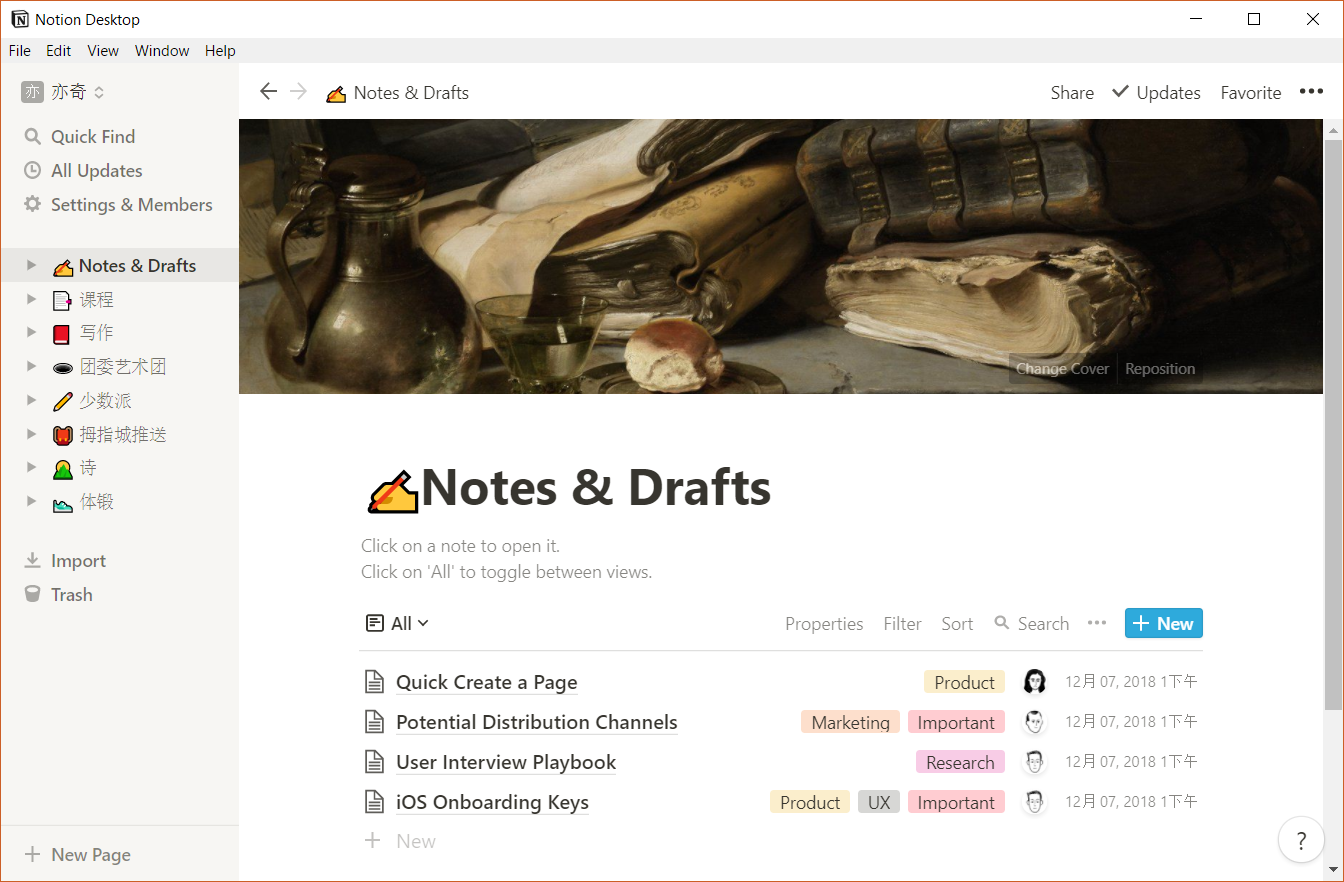 Notion Desktop
File Edit View Window Help
亦 亦奇
Quick Find
All Updates
Settings & Members
Notes & Drafts
课程
写作
团委艺术团
少数派
拇指城推送
诗
体锻
Import
Trash
New Page
Notes & Drafts
Share Updates Favorite •••
Change Cover Reposition
Notes & Drafts
Click on a note to open it.
Click on 'All' to toggle between views.
All Properties Filter Sort Search ••• + New
Quick Create a Page Product 12月 07, 2018 1下午
Potential Distribution Channels Marketing Important 12月 07, 2018 1下午
User Interview Playbook Research 12月 07, 2018 1下午
iOS Onboarding Keys Product UX Important 12月 07, 2018 1下午
+ New
?